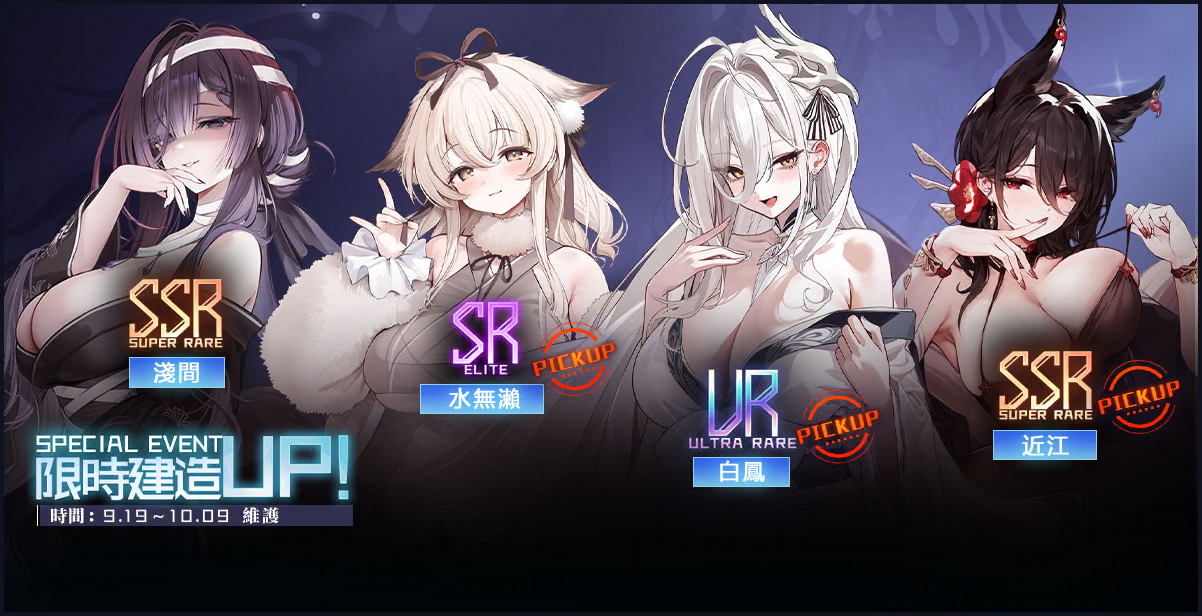 SSR
SUPER RARE
淺間
SR
ELITE
水無瀨
PICKUP
UR
ULTRA RARE
白鳳
PICKUP
SSR
SUPER RARE
近江
PICKUP
SPECIAL EVENT
限時建造UP!
時間：9.19～10.09 維護